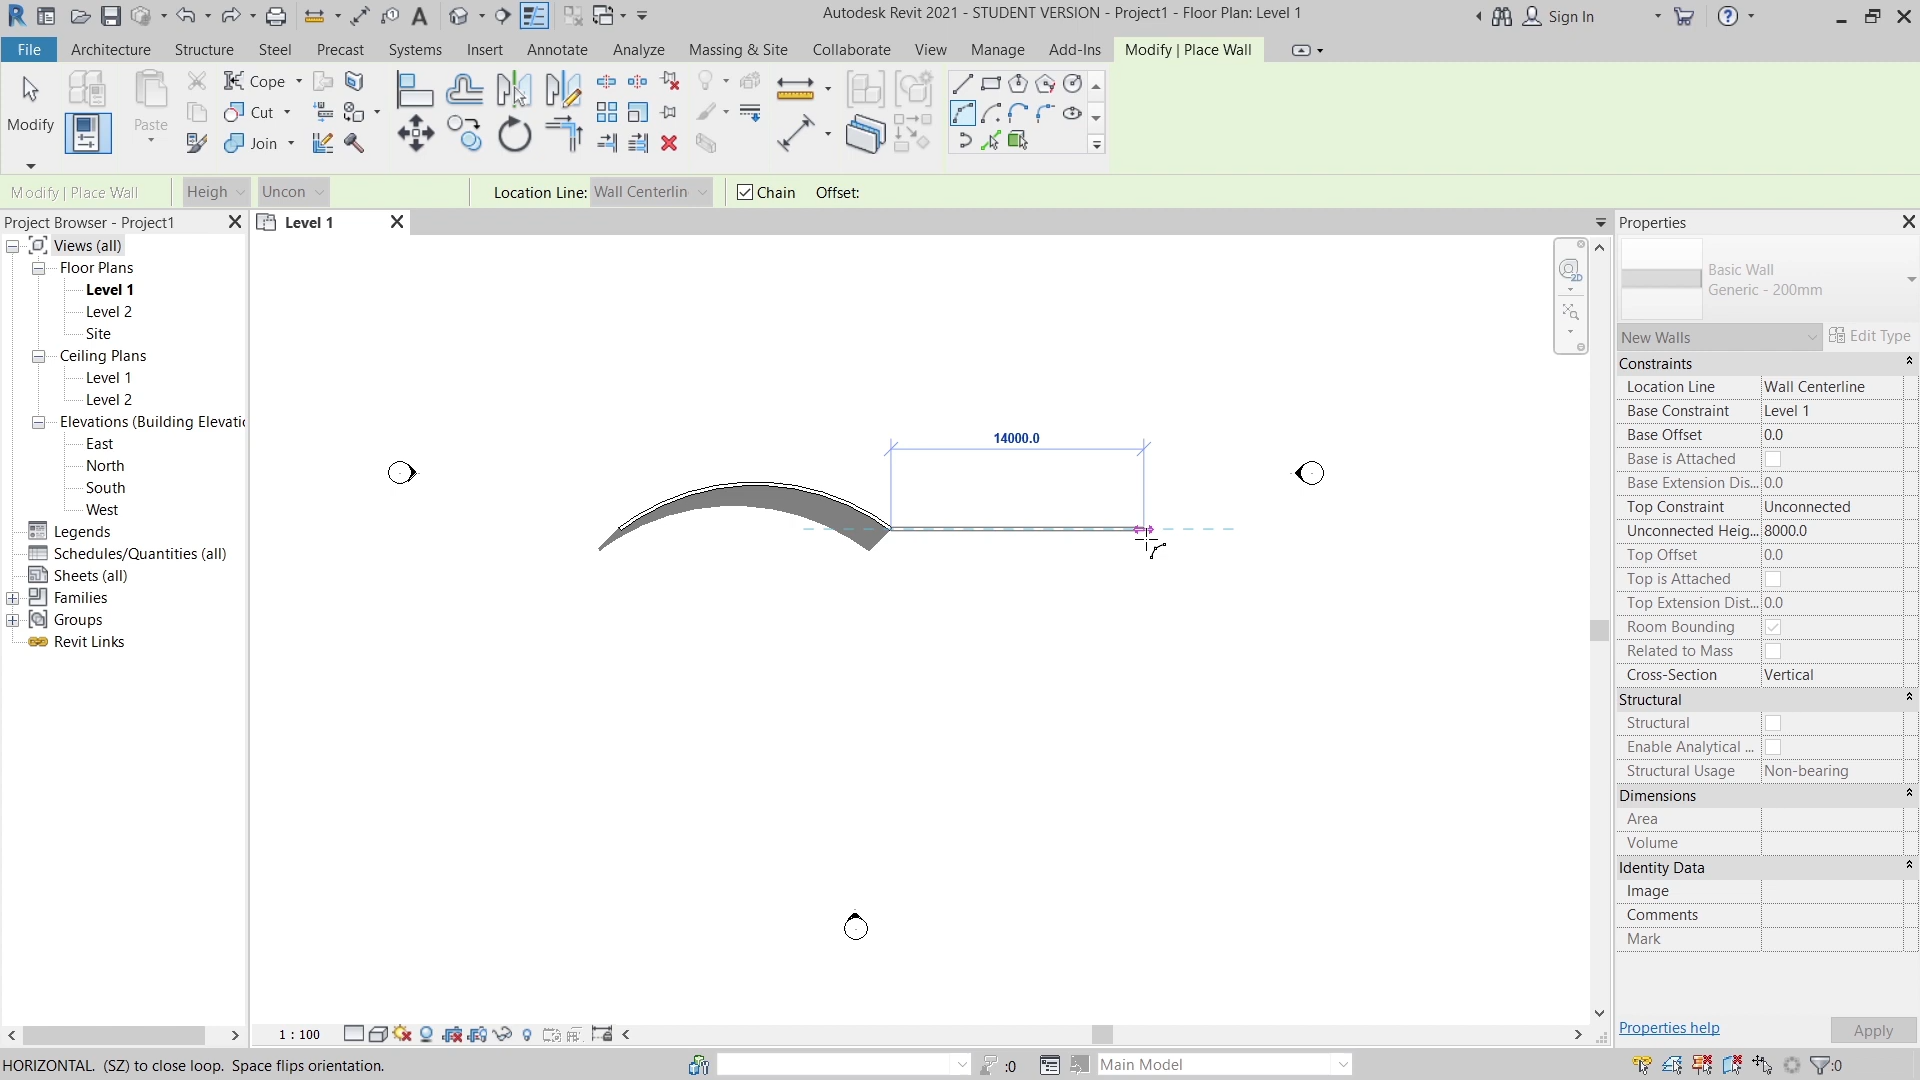 Autodesk Revit 2021 - STUDENT VERSION - Project1 - Floor Plan: Level 1
Sign In
File Architecture Structure Steel Precast Systems Insert Annotate Analyze Massing & Site Collaborate View Manage Add-Ins Modify | Place Wall
Modify
Paste
Cope
Cut
Join
Modify | Place Wall Heigh Uncon Location Line: Wall Centerlin Chain Offset:
Project Browser - Project1
Views (all)
Floor Plans
Level 1
Level 2
Site
Ceiling Plans
Level 1
Level 2
Elevations (Building Elevatio
East
North
South
West
Legends
Schedules/Quantities (all)
Sheets (all)
Families
Groups
Revit Links
Level 1
2D
14000.0
1 : 100
Properties
Basic Wall
Generic - 200mm
New Walls Edit Type
Constraints
Location Line Wall Centerline
Base Constraint Level 1
Base Offset 0.0
Base is Attached
Base Extension Dis... 0.0
Top Constraint Unconnected
Unconnected Heig... 8000.0
Top Offset 0.0
Top is Attached
Top Extension Dist... 0.0
Room Bounding
Related to Mass
Cross-Section Vertical
Structural
Structural
Enable Analytical ...
Structural Usage Non-bearing
Dimensions
Area
Volume
Identity Data
Image
Comments
Mark
Properties help Apply
HORIZONTAL. (SZ) to close loop. Space flips orientation.
:0
Main Model
:0